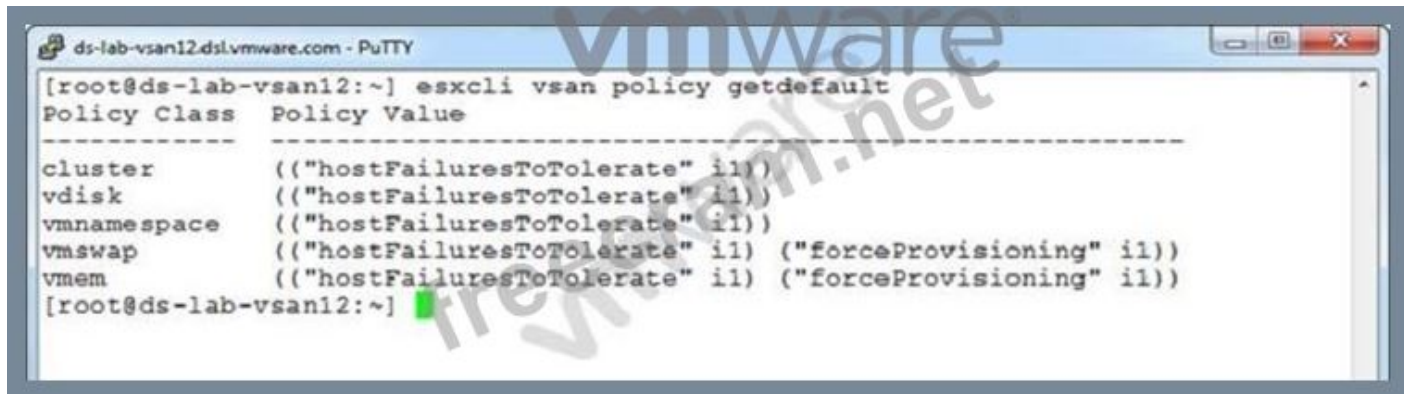 vmware
freeram.net
ds-lab-vsan12.dsl.vmware.com - PuTTY
[root@ds-lab-vsan12:~] esxcli vsan policy getdefault
Policy Class  Policy Value
------------  --------------------------------------------------------
cluster       (("hostFailuresToTolerate" i1))
vdisk         (("hostFailuresToTolerate" i1))
vmnamespace   (("hostFailuresToTolerate" i1))
vmswap        (("hostFailuresToTolerate" i1) ("forceProvisioning" i1))
vmem          (("hostFailuresToTolerate" i1) ("forceProvisioning" i1))
[root@ds-lab-vsan12:~]